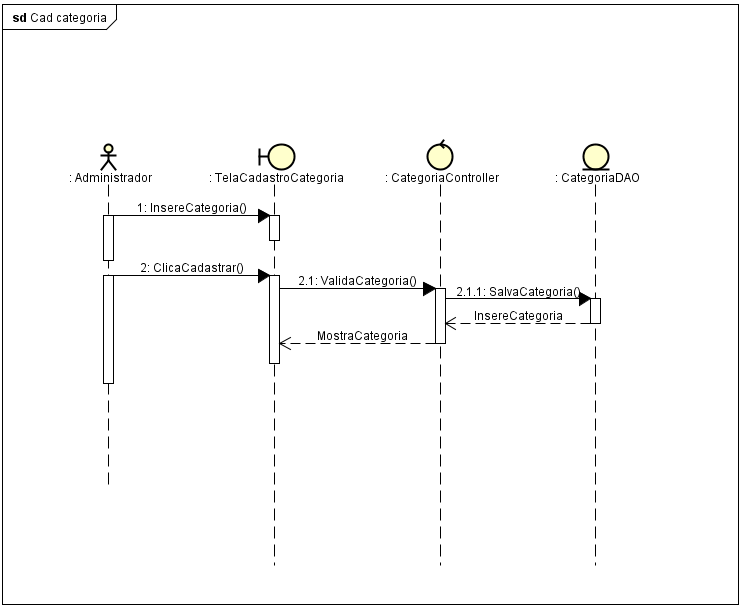 sd Cad categoria
: Administrador
: TelaCadastroCategoria
: CategoriaController
: CategoriaDAO
1: InsereCategoria()
2: ClicaCadastrar()
2.1: ValidaCategoria()
2.1.1: SalvaCategoria()
InsereCategoria
MostraCategoria